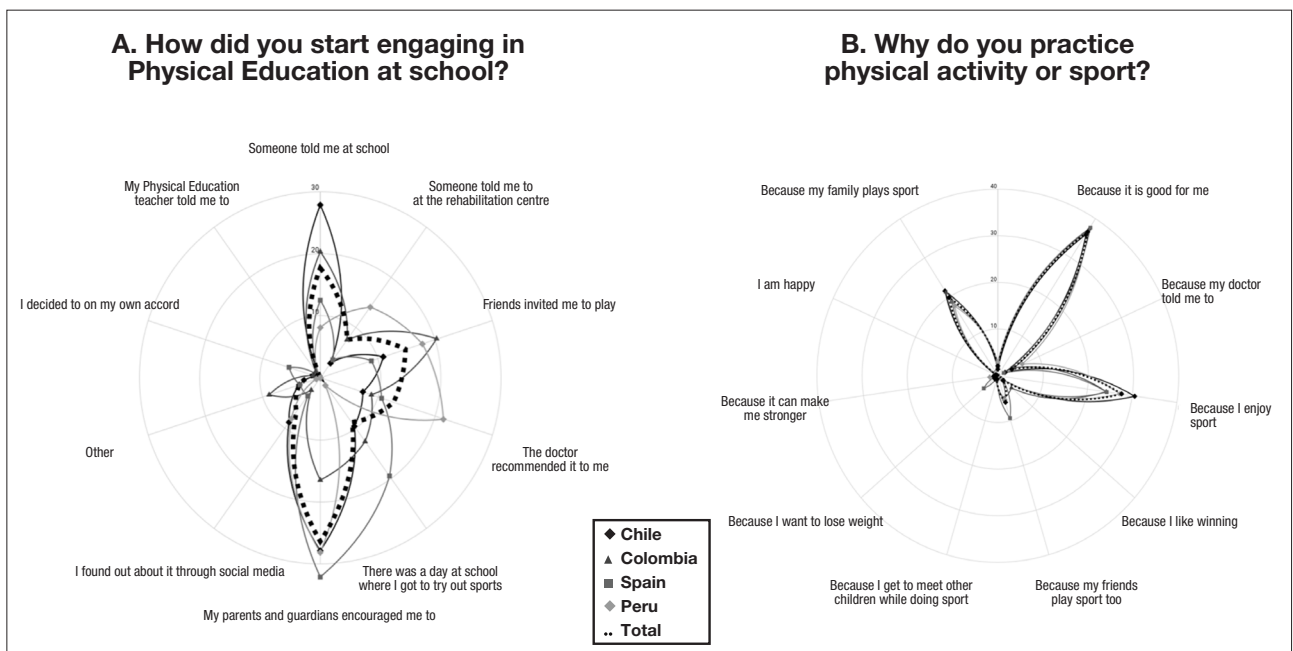 A. How did you start engaging in
Physical Education at school?
Someone told me at school
My Physical Education
teacher told me to
Someone told me to
at the rehabilitation centre
30
20
I decided to on my own accord
Friends invited me to play
Other
The doctor
recommended it to me
I found out about it through social media
There was a day at school
where I got to try out sports
My parents and guardians encouraged me to
Chile
Colombia
Spain
Peru
Total
B. Why do you practice
physical activity or sport?
Because my family plays sport
Because it is good for me
40
30
20
10
I am happy
Because my doctor
told me to
Because it can make
me stronger
Because I enjoy
sport
Because I want to lose weight
Because I like winning
Because I get to meet other
children while doing sport
Because my friends
play sport too